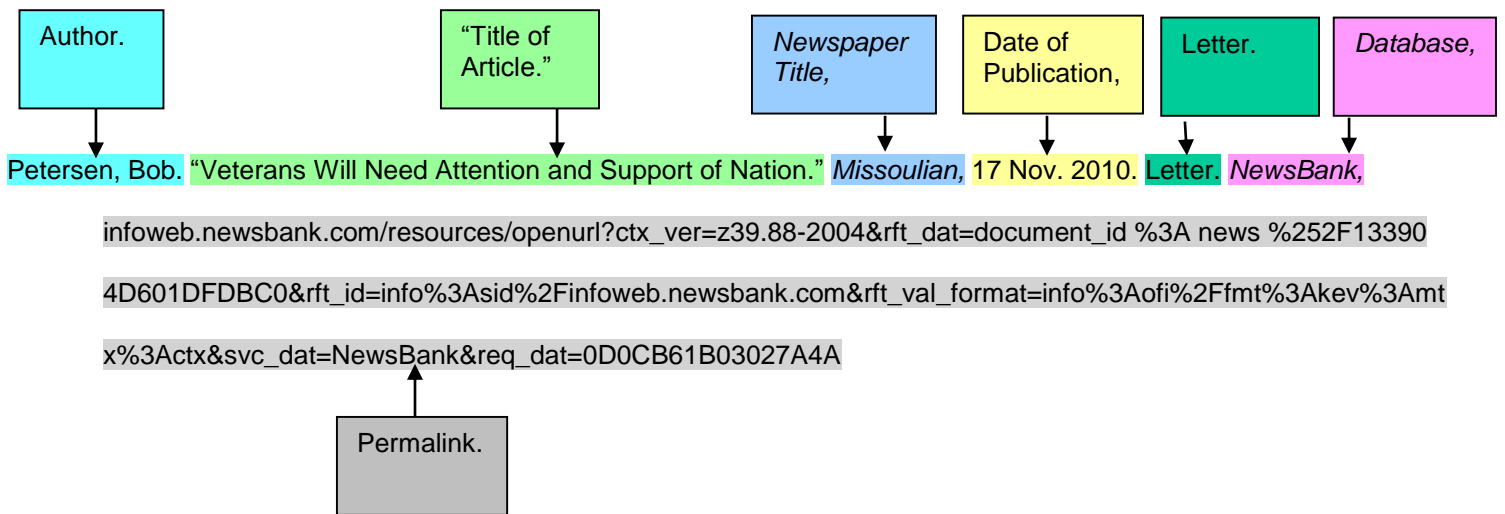 Author.
“Title of
Article.”
Newspaper
Title,
Date of
Publication,
Letter.
Database,
Petersen, Bob. “Veterans Will Need Attention and Support of Nation.” Missoulian, 17 Nov. 2010. Letter. NewsBank,
infoweb.newsbank.com/resources/openurl?ctx_ver=z39.88-2004&rft_dat=document_id %3A news %252F13390
4D601DFDBC0&rft_id=info%3Asid%2Finfoweb.newsbank.com&rft_val_format=info%3Aofi%2Ffmt%3Akev%3Amt
x%3Actx&svc_dat=NewsBank&req_dat=0D0CB61B03027A4A
Permalink.